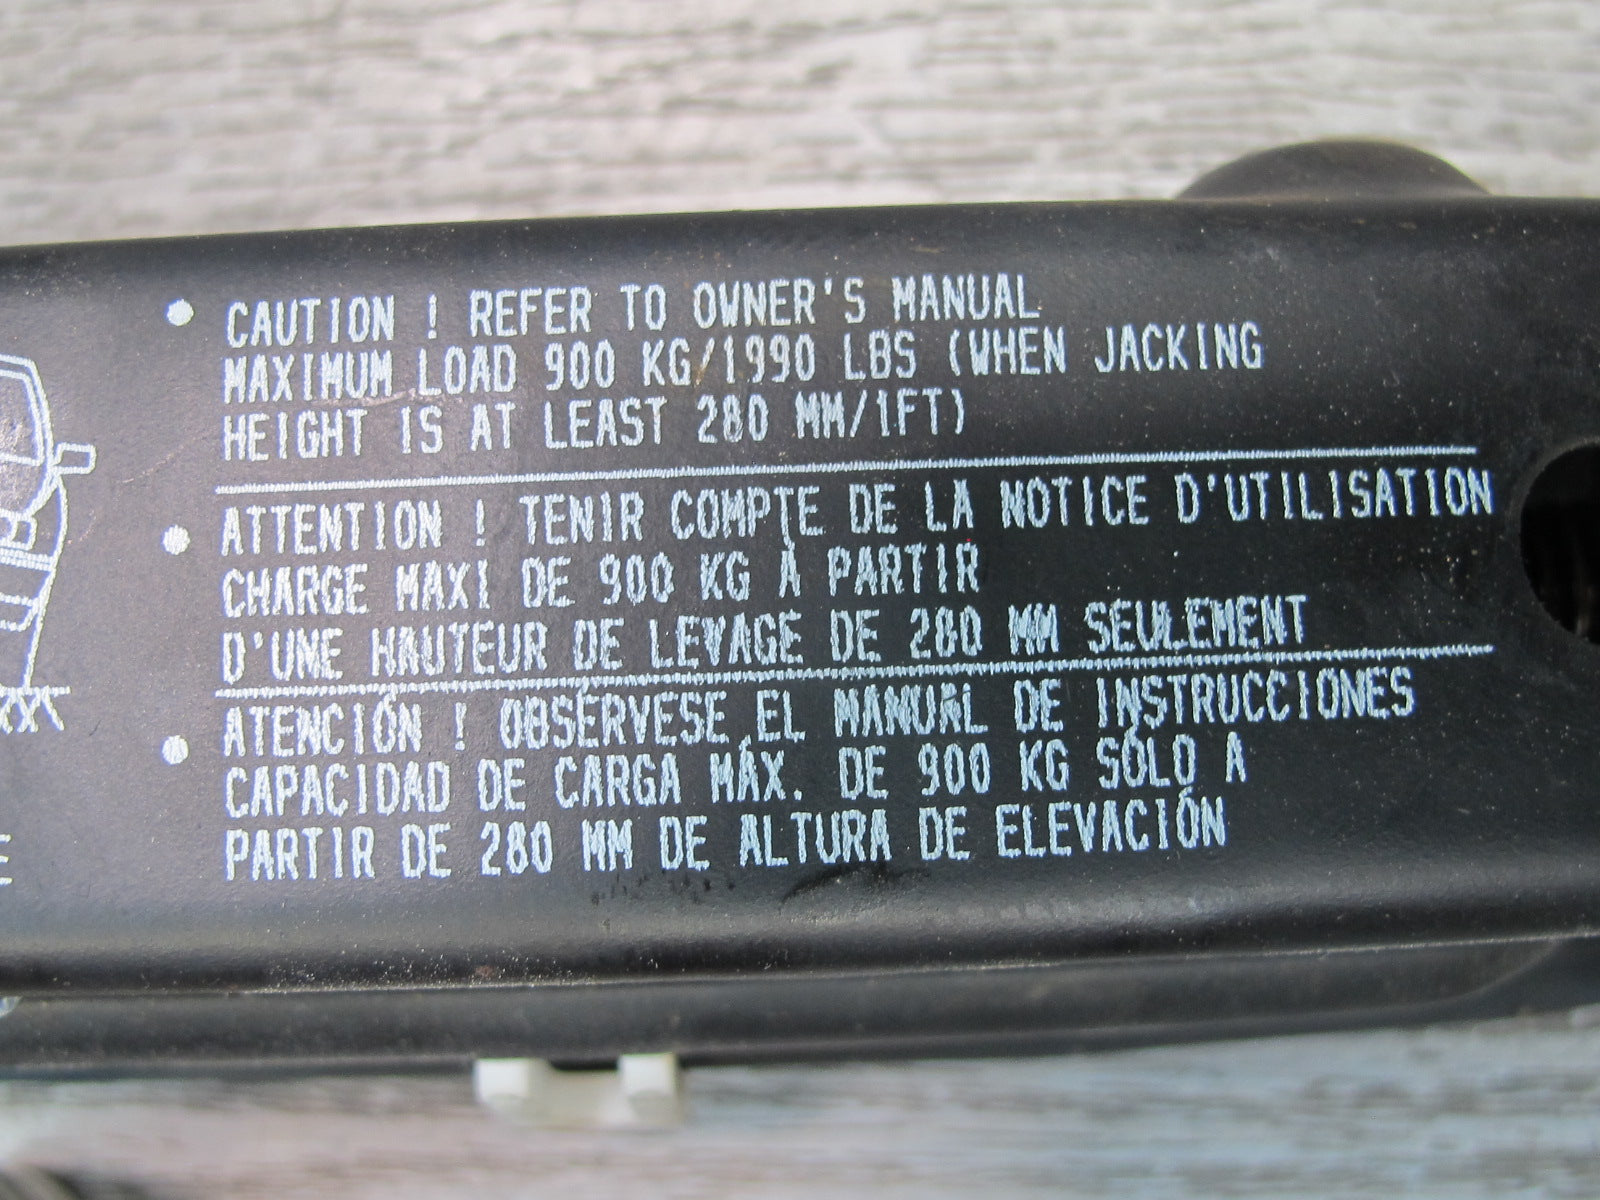 CAUTION ! REFER TO OWNER'S MANUAL
MAXIMUM LOAD 900 KG/1990 LBS (WHEN JACKING
HEIGHT IS AT LEAST 280 MM/1FT)
ATTENTION ! TENIR COMPTE DE LA NOTICE D'UTILISATION
CHARGE MAXI DE 900 KG À PARTIR
D'UNE HAUTEUR DE LEVAGE DE 280 MM SEULEMENT
ATENCIÓN ! OBSÉRVESE EL MANUAL DE INSTRUCCIONES
CAPACIDAD DE CARGA MÁX. DE 900 KG SÓLO A
PARTIR DE 280 MM DE ALTURA DE ELEVACIÓN